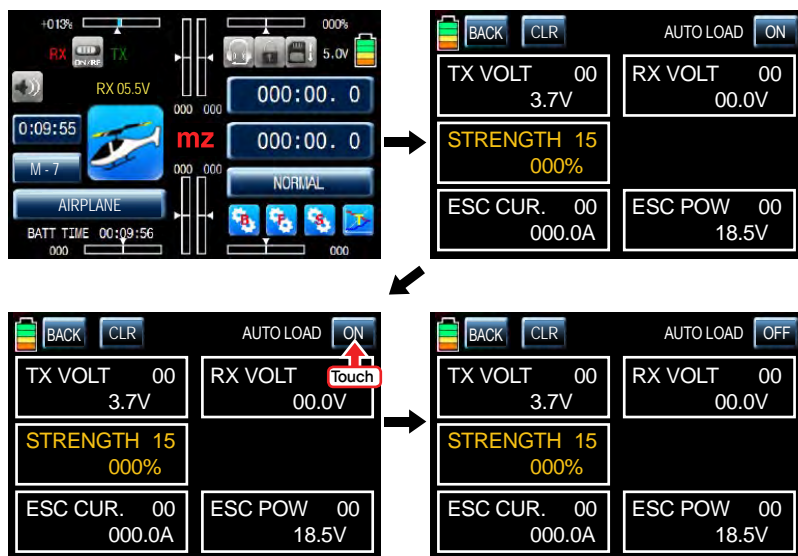 +013% 000%
RX ON/RF TX 5.0V
RX 05.5V
000:00. 0
000 000
0:09:55 mz 000:00. 0
M - 7 000 000 NORMAL
AIRPLANE B F S T
BATT TIME 00:09:56
000 000
BACK CLR AUTO LOAD ON
TX VOLT 00 RX VOLT 00
3.7V 00.0V
STRENGTH 15
000%
ESC CUR. 00 ESC POW 00
000.0A 18.5V
BACK CLR AUTO LOAD ON
TX VOLT 00 RX VOLT Touch
3.7V 00.0V
STRENGTH 15
000%
ESC CUR. 00 ESC POW 00
000.0A 18.5V
BACK CLR AUTO LOAD OFF
TX VOLT 00 RX VOLT 00
3.7V 00.0V
STRENGTH 15
000%
ESC CUR. 00 ESC POW 00
000.0A 18.5V